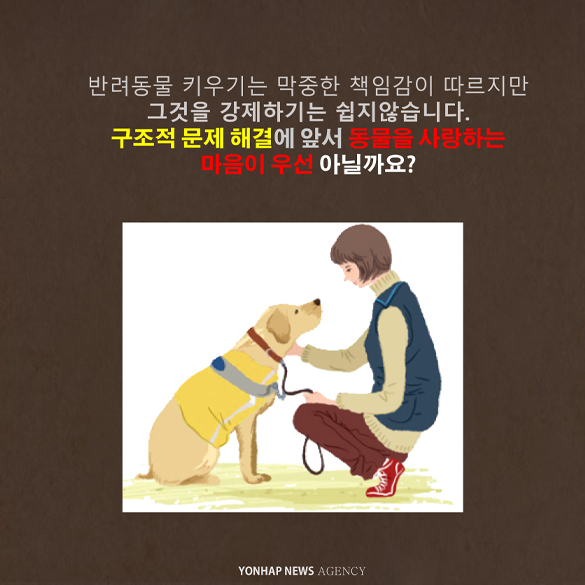 반려동물 키우기는 막중한 책임감이 따르지만
그것을 강제하기는 쉽지않습니다.
구조적 문제 해결에 앞서 동물을 사랑하는
마음이 우선 아닐까요?
YONHAP NEWS AGENCY